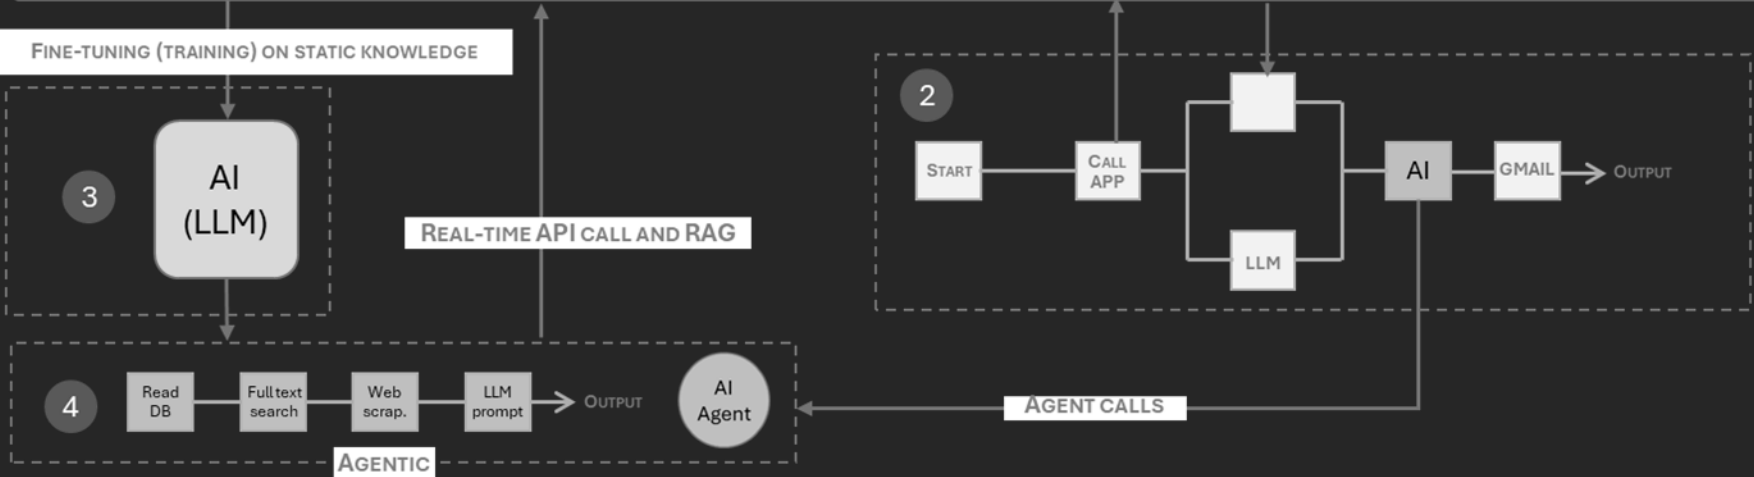 FINE-TUNING (TRAINING) ON STATIC KNOWLEDGE
3
AI
(LLM)
REAL-TIME API CALL AND RAG
2
START
CALL
APP
LLM
AI
GMAIL
OUTPUT
4
Read
DB
Full text
search
Web
scrap.
LLM
prompt
OUTPUT
AI
Agent
AGENT CALLS
AGENTIC